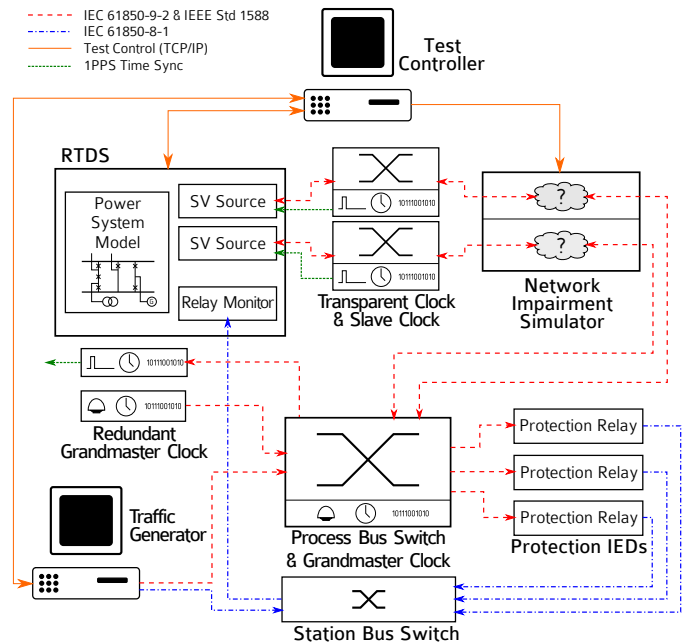 IEC 61850-9-2 & IEEE Std 1588
IEC 61850-8-1
Test Control (TCP/IP)
1PPS Time Sync
Test
Controller
RTDS
Power
System
Model
G
SV Source
SV Source
Relay Monitor
10111001010
10111001010
Transparent Clock
& Slave Clock
?
?
Network
Impairment
Simulator
10111001010
10111001010
Redundant
Grandmaster Clock
10111001010
Process Bus Switch
& Grandmaster Clock
Protection Relay
Protection Relay
Protection Relay
Protection IEDs
Traffic
Generator
Station Bus Switch